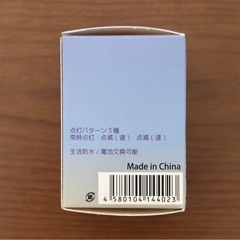 点灯パターン3種
常時点灯・点滅(遅)・点滅(速)
生活防水/電池交換可能
Made in China
4 580104 144023